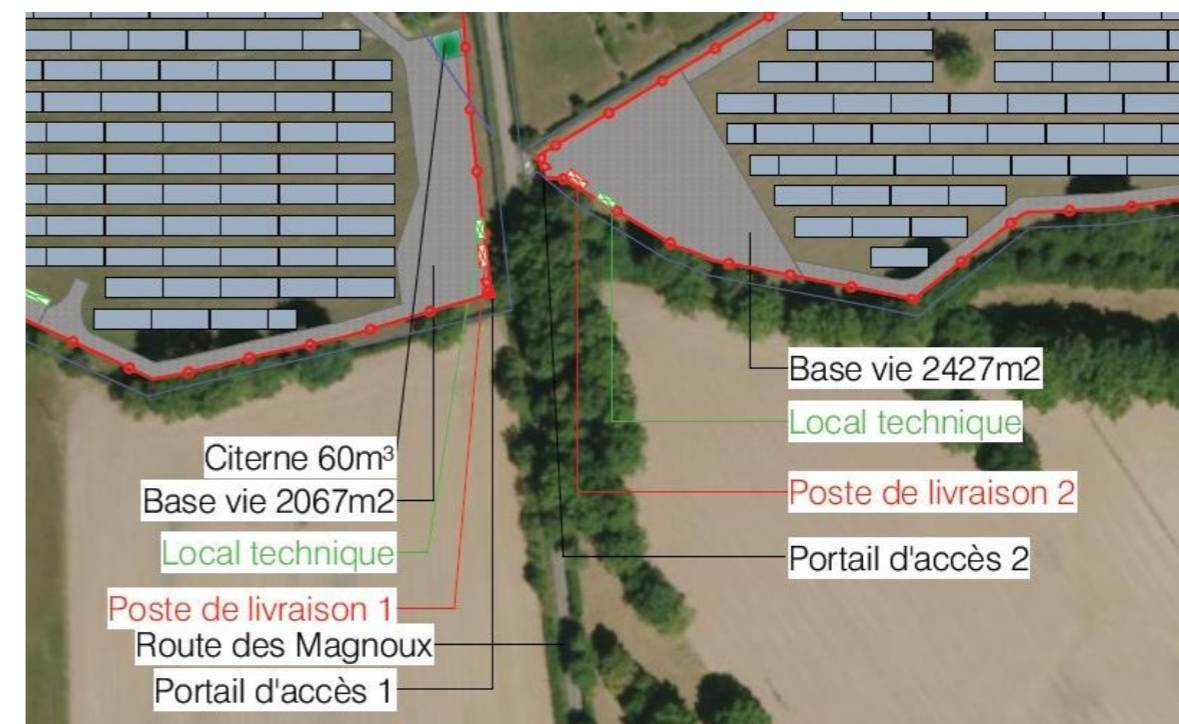 Base vie 2427m2
Local technique
Citerne 60m³
Base vie 2067m2
Poste de livraison 2
Local technique
Portail d'accès 2
Poste de livraison 1
Route des Magnoux
Portail d'accès 1